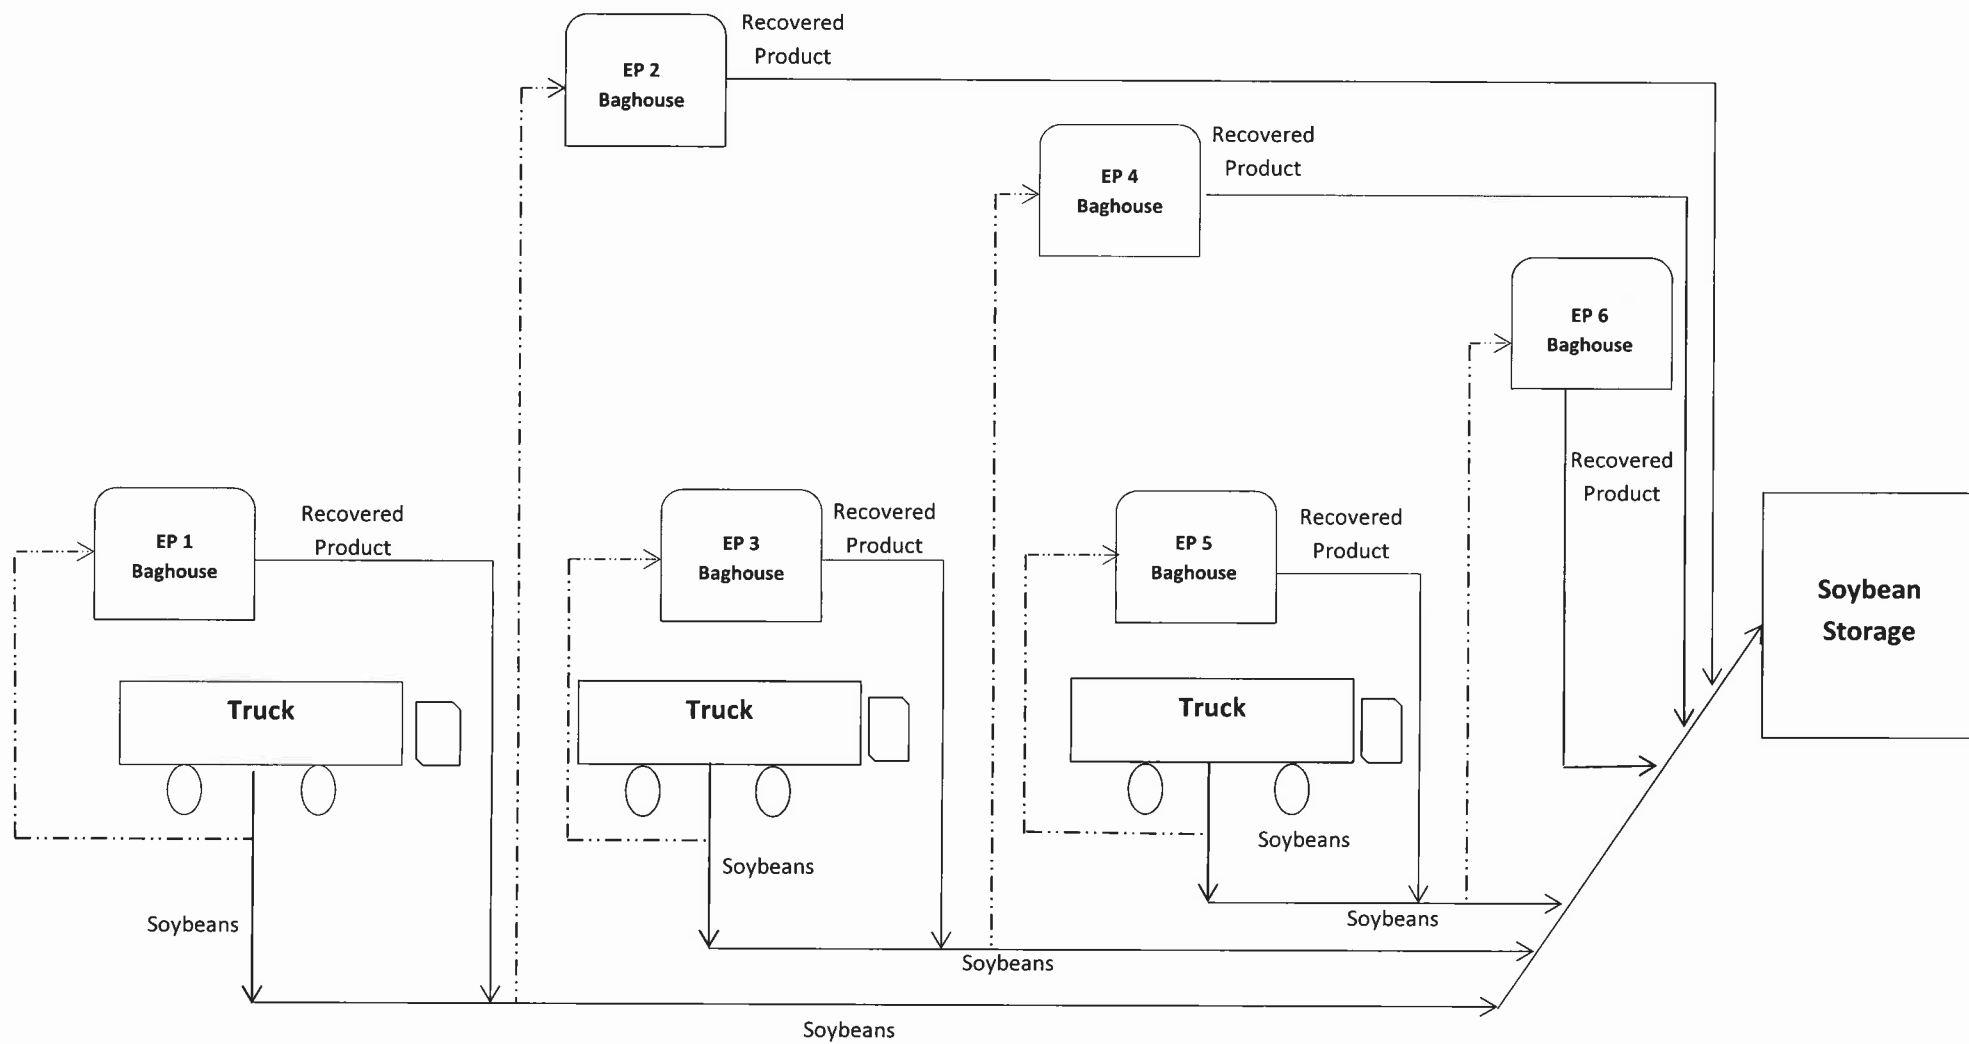 Recovered
Product
EP 2
Baghouse
Recovered
Product
EP 4
Baghouse
EP 6
Baghouse
Recovered
Product
EP 1
Baghouse
Recovered
Product
EP 3
Baghouse
Recovered
Product
EP 5
Baghouse
Recovered
Product
Soybean
Storage
Truck
Truck
Truck
Soybeans
Soybeans
Soybeans
Soybeans
Soybeans
Soybeans